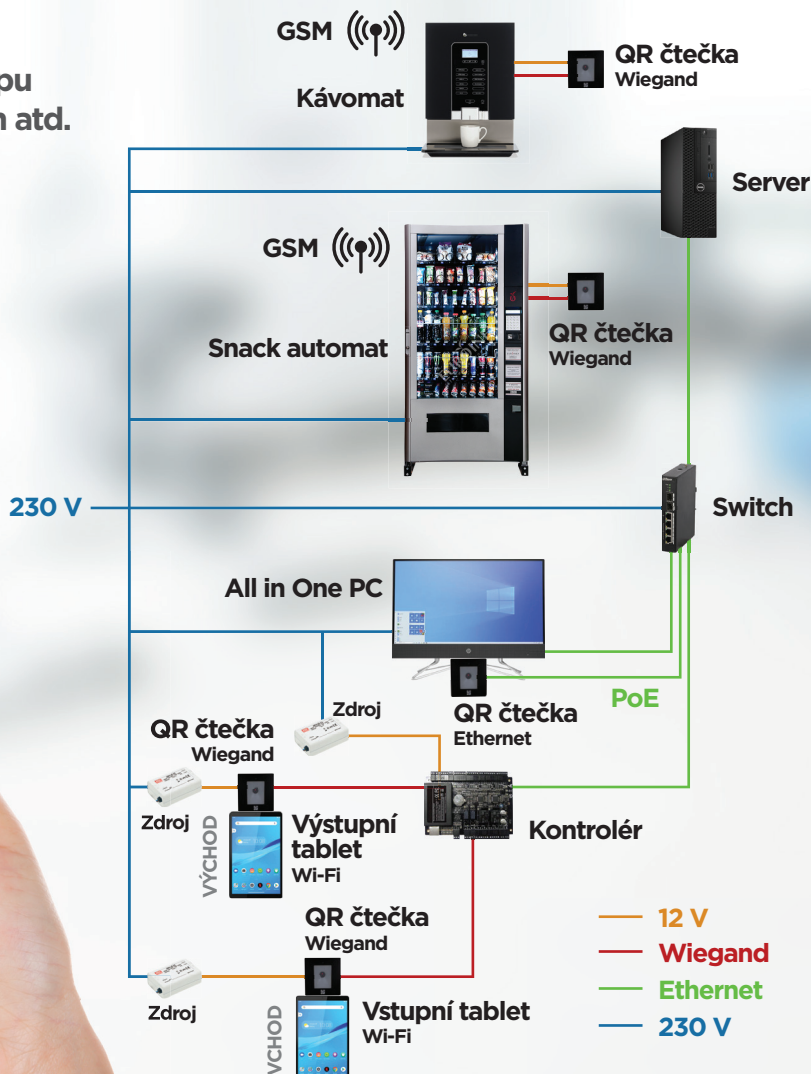 GSM
QR čtečka
Wiegand
Kávomat
atd.
Server
GSM
QR čtečka
Wiegand
Snack automat
230 V
Switch
All in One PC
PoE
Zdroj
QR čtečka
Ethernet
QR čtečka
Wiegand
Zdroj
VÝCHOD
Výstupní
tablet
Wi-Fi
Kontrolér
QR čtečka
Wiegand
Zdroj
VCHOD
Vstupní tablet
Wi-Fi
12 V
Wiegand
Ethernet
230 V